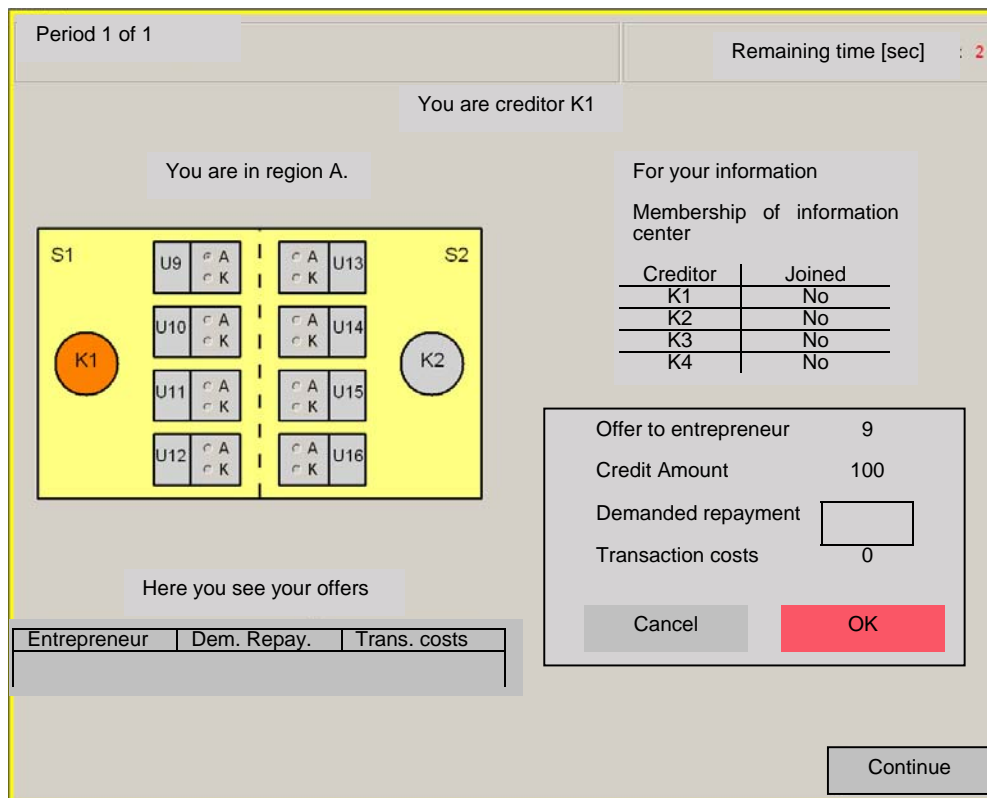 Period 1 of 1
Remaining time [sec] : 2
You are creditor K1
You are in region A.
For your information
Membership of information
center
Creditor Joined
K1 No
K2 No
K3 No
K4 No
S1 S2
U9 A K A K U13
U10 A K A K U14
K1 K2
U11 A K A K U15
U12 A K A K U16
Offer to entrepreneur 9
Credit Amount 100
Demanded repayment
Transaction costs 0
Cancel OK
Here you see your offers
Entrepreneur Dem. Repay. Trans. costs
Continue